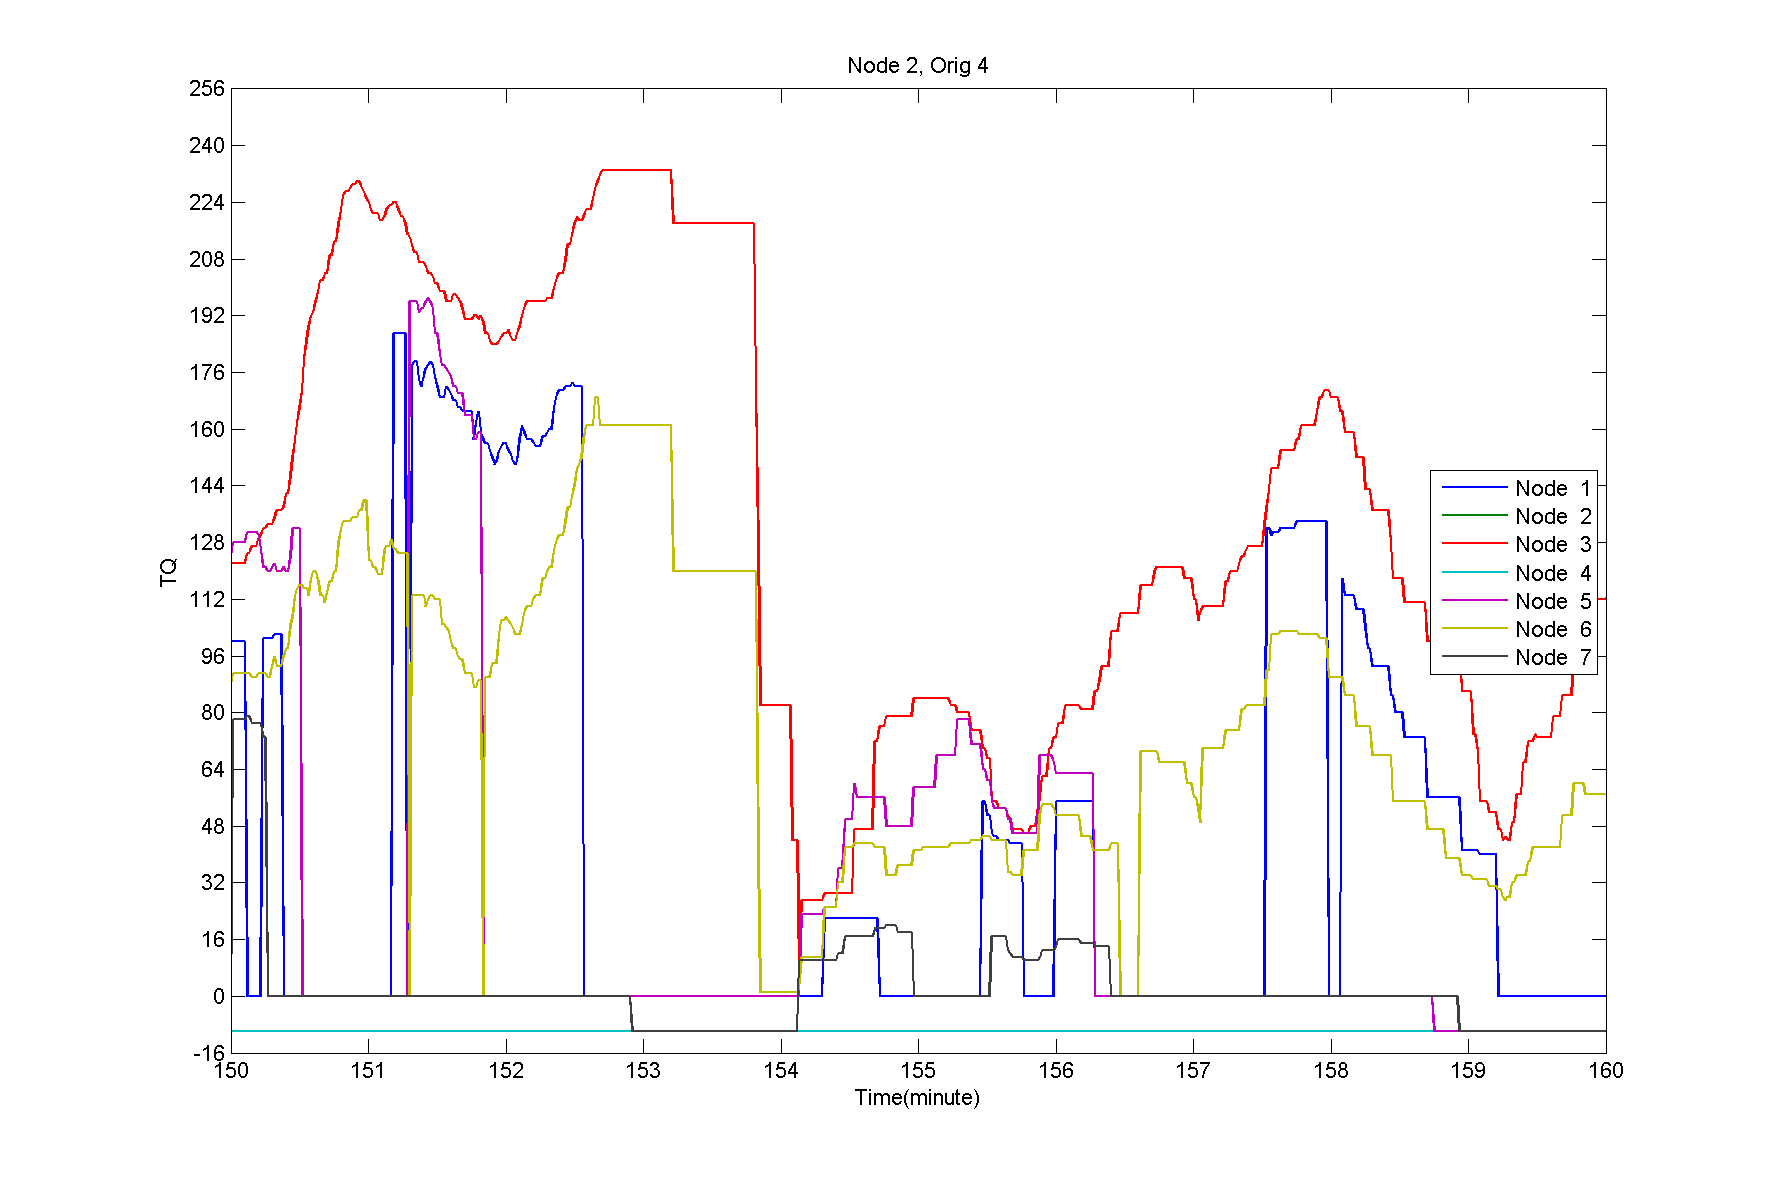 Node 2, Orig 4
256
240
224
208
192
176
160
144
128
112
96
80
64
48
32
16
0
-16
TQ
Node 1
Node 2
Node 3
Node 4
Node 5
Node 6
Node 7
150 151 152 153 154 155 156 157 158 159 160
Time(minute)